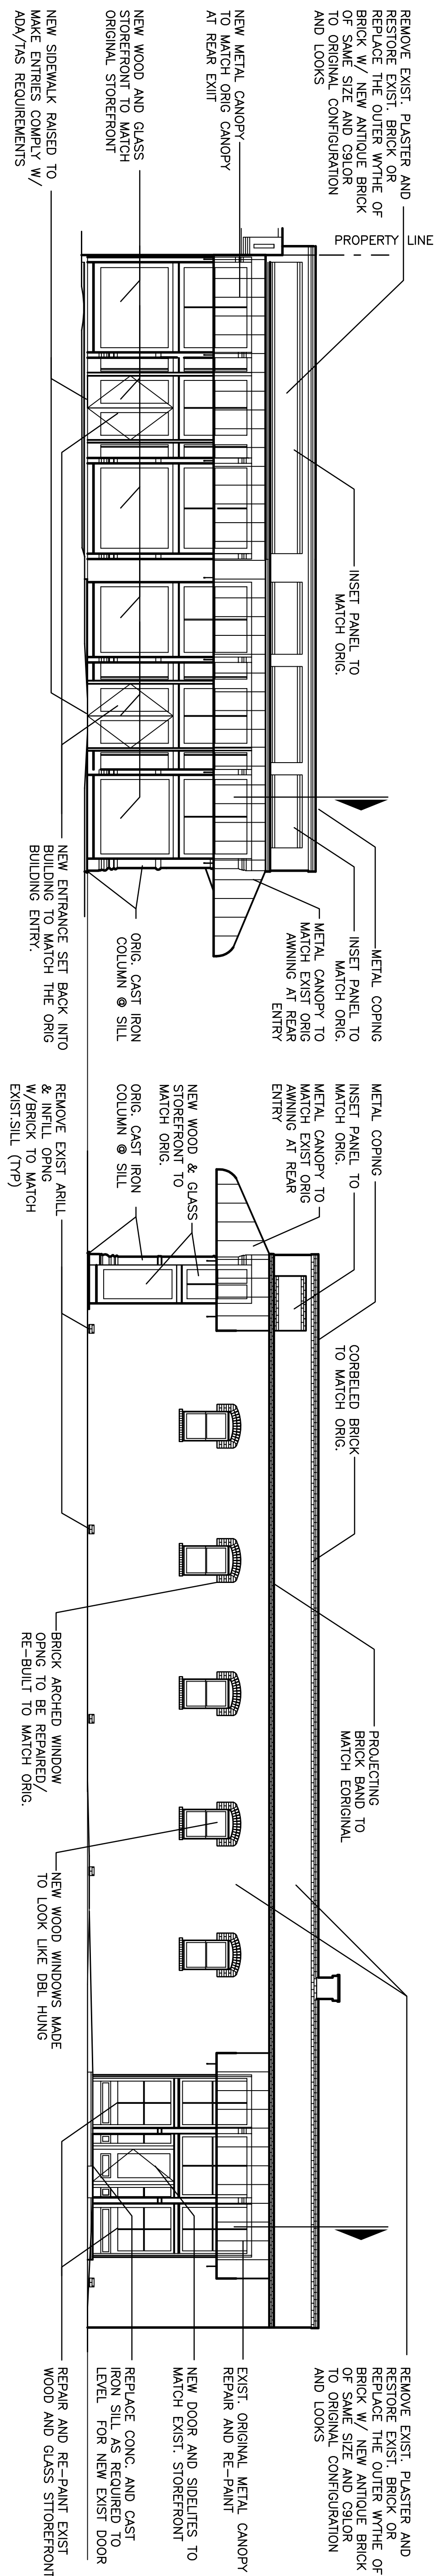 REMOVE EXIST. PLASTER AND
RESTORE EXIST. BRICK OR
REPLACE THE OUTER WYTHE OF
BRICK W/ NEW ANTIQUE BRICK
OF SAME SIZE AND C9LOR
TO ORIGINAL CONFIGURATION
AND LOOKS
NEW METAL CANOPY
TO MATCH ORIG CANOPY
AT REAR EXIIT
NEW WOOD AND GLASS
STOREFRONT TO MATCH
ORIGINAL STOREFRONT
NEW SIDEWALK RAISED TO
MAKE ENTRIES COMPLY W/
ADA/TAS REQUIREMENTS
PROPERTY LINE
INSET PANEL TO
MATCH ORIG.
METAL COPING
INSET PANEL TO
MATCH ORIG.
METAL CANOPY TO
MATCH EXIST ORIG
AWNING AT REAR
ENTRY
ORIG. CAST IRON
COLUMN @ SILL
NEW ENTRANCE SET BACK INTO
BUILDING TO MATCH THE ORIG
BUILDING ENTRY.
METAL COPING
INSET PANEL TO
MATCH ORIG.
METAL CANOPY TO
MATCH EXIST ORIG
AWNING AT REAR
ENTRY
NEW WOOD & GLASS
STOREFRONT TO
MATCH ORIG.
ORIG. CAST IRON
COLUMN @ SILL
REMOVE EXIST ARILL
& INFILL OPNG
W/BRICK TO MATCH
EXIST.SILL (TYP)
CORBELED BRICK
TO MATCH ORIG.
PROJECTING
BRICK BAND TO
MATCH EORIGINAL
BRICK ARCHED WINDOW
OPNG TO BE REPAIRED/
RE-BUILT TO MATCH ORIG.
NEW WOOD WINDOWS MADE
TO LOOK LIKE DBL HUNG
REMOVE EXIST. PLASTER AND
RESTORE EXIST. BRICK OR
REPLACE THE OUTER WYTHE OF
BRICK W/ NEW ANTIQUE BRICK
OF SAME SIZE AND C9LOR
TO ORIGINAL CONFIGURATION
AND LOOKS
EXIST. ORIGINAL METAL CANOPY
REPAIR AND RE-PAINT
NEW DOOR AND SIDELITES TO
MATCH EXIST. STOREFRONT
REPLACE CONC. AND CAST
IRON SILL AS REQUIRED TO
LEVEL FOR NEW EXIST DOOR
REPAIR AND RE-PAINT EXIST
WOOD AND GLASS STTOREFRONT